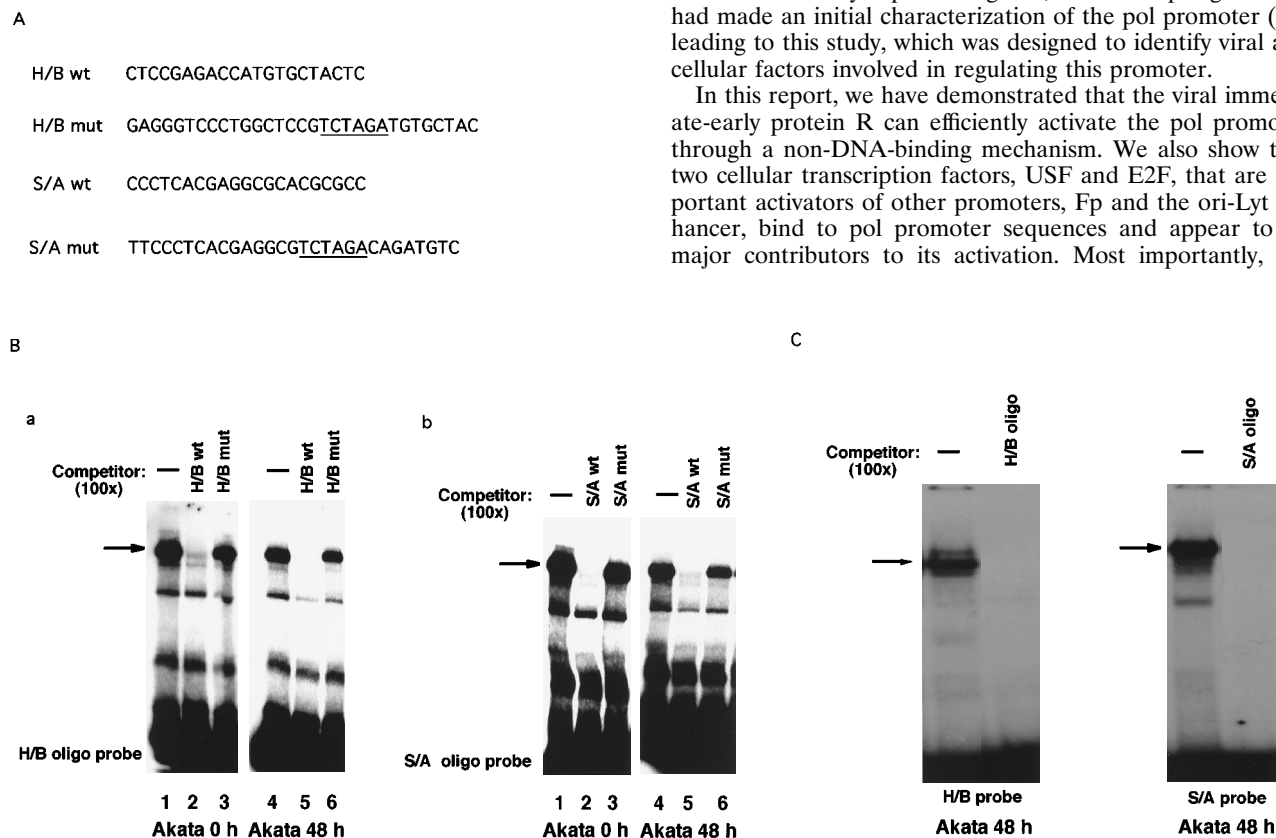 A
H/B wt CTCCGAGACCATGTGCTACTC
H/B mut GAGGGTCCCTGGCTCCGTCTAGATGTGCTAC
S/A wt CCCTCACGAGGCGCACGCGCC
S/A mut TTCCCTCACGAGGCGTCTAGACAGATGTC
had made an initial characterization of the pol promoter (
leading to this study, which was designed to identify viral a
cellular factors involved in regulating this promoter.
In this report, we have demonstrated that the viral imme
ate-early protein R can efficiently activate the pol promo
through a non-DNA-binding mechanism. We also show t
two cellular transcription factors, USF and E2F, that are
portant activators of other promoters, Fp and the ori-Lyt
hancer, bind to pol promoter sequences and appear to
major contributors to its activation. Most importantly,
B
a
Competitor: — H/B wt H/B mut — H/B wt H/B mut
(100x)
H/B oligo probe
1 2 3 4 5 6
Akata 0 h Akata 48 h
b
Competitor: — S/A wt S/A mut — S/A wt S/A mut
(100x)
S/A oligo probe
1 2 3 4 5 6
Akata 0 h Akata 48 h
C
Competitor: — H/B oligo — S/A oligo
(100x)
H/B probe S/A probe
Akata 48 h Akata 48 h